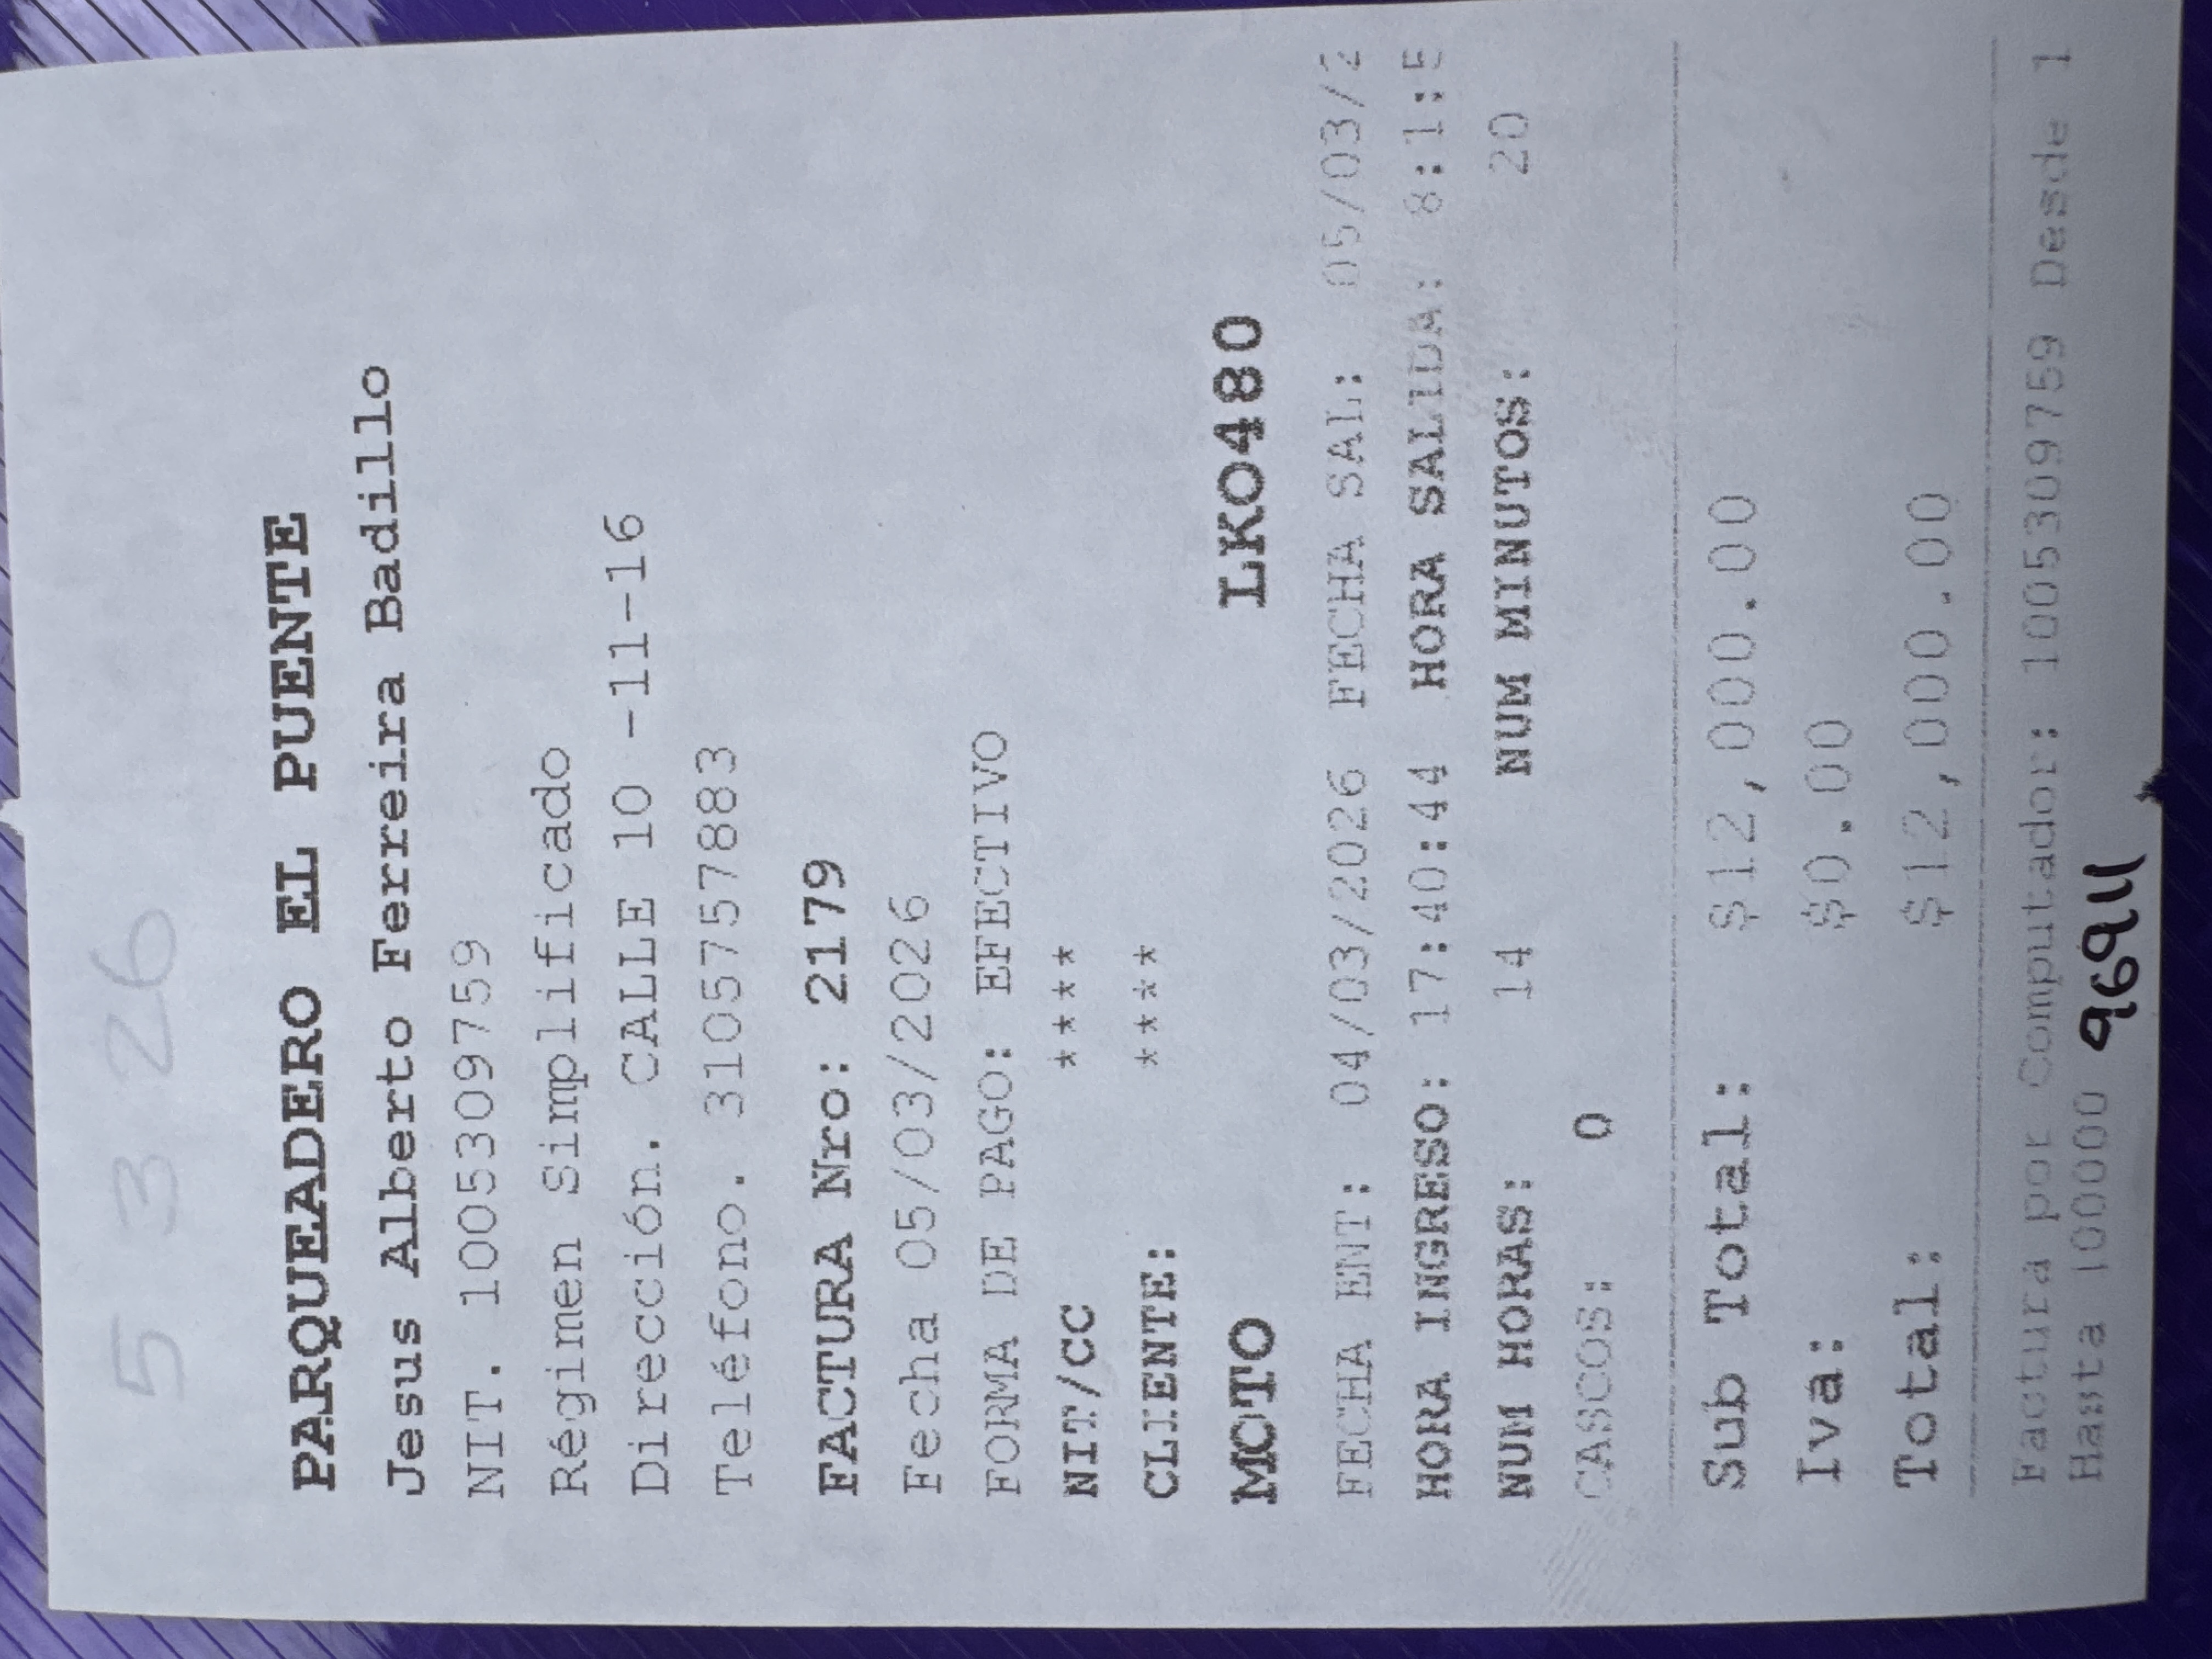 5 3 26
PARQUEADERO EL PUENTE
Jesus Alberto Ferreira Badillo
NIT. 1005309759
Régimen Simplificado
Dirección. CALLE 10 -11-16
Teléfono. 3105757883
FACTURA Nro: 2179
Fecha 05/03/2026
FORMA DE PAGO: EFECTIVO
NIT/CC ****
CLIENTE: ****
MOTO LKO480
FECHA ENT: 04/03/2026 FECHA SAL: 05/03/2
HORA INGRESO: 17:40:44 HORA SALIDA: 8:1:5
NUM HORAS: 14 NUM MINUTOS: 20
CASCOS: 0
Sub Total: $12,000.00
Iva: $0.00
Total: $12,000.00
Factura por Computador: 1005309759 Desde 1
Hasta 100000